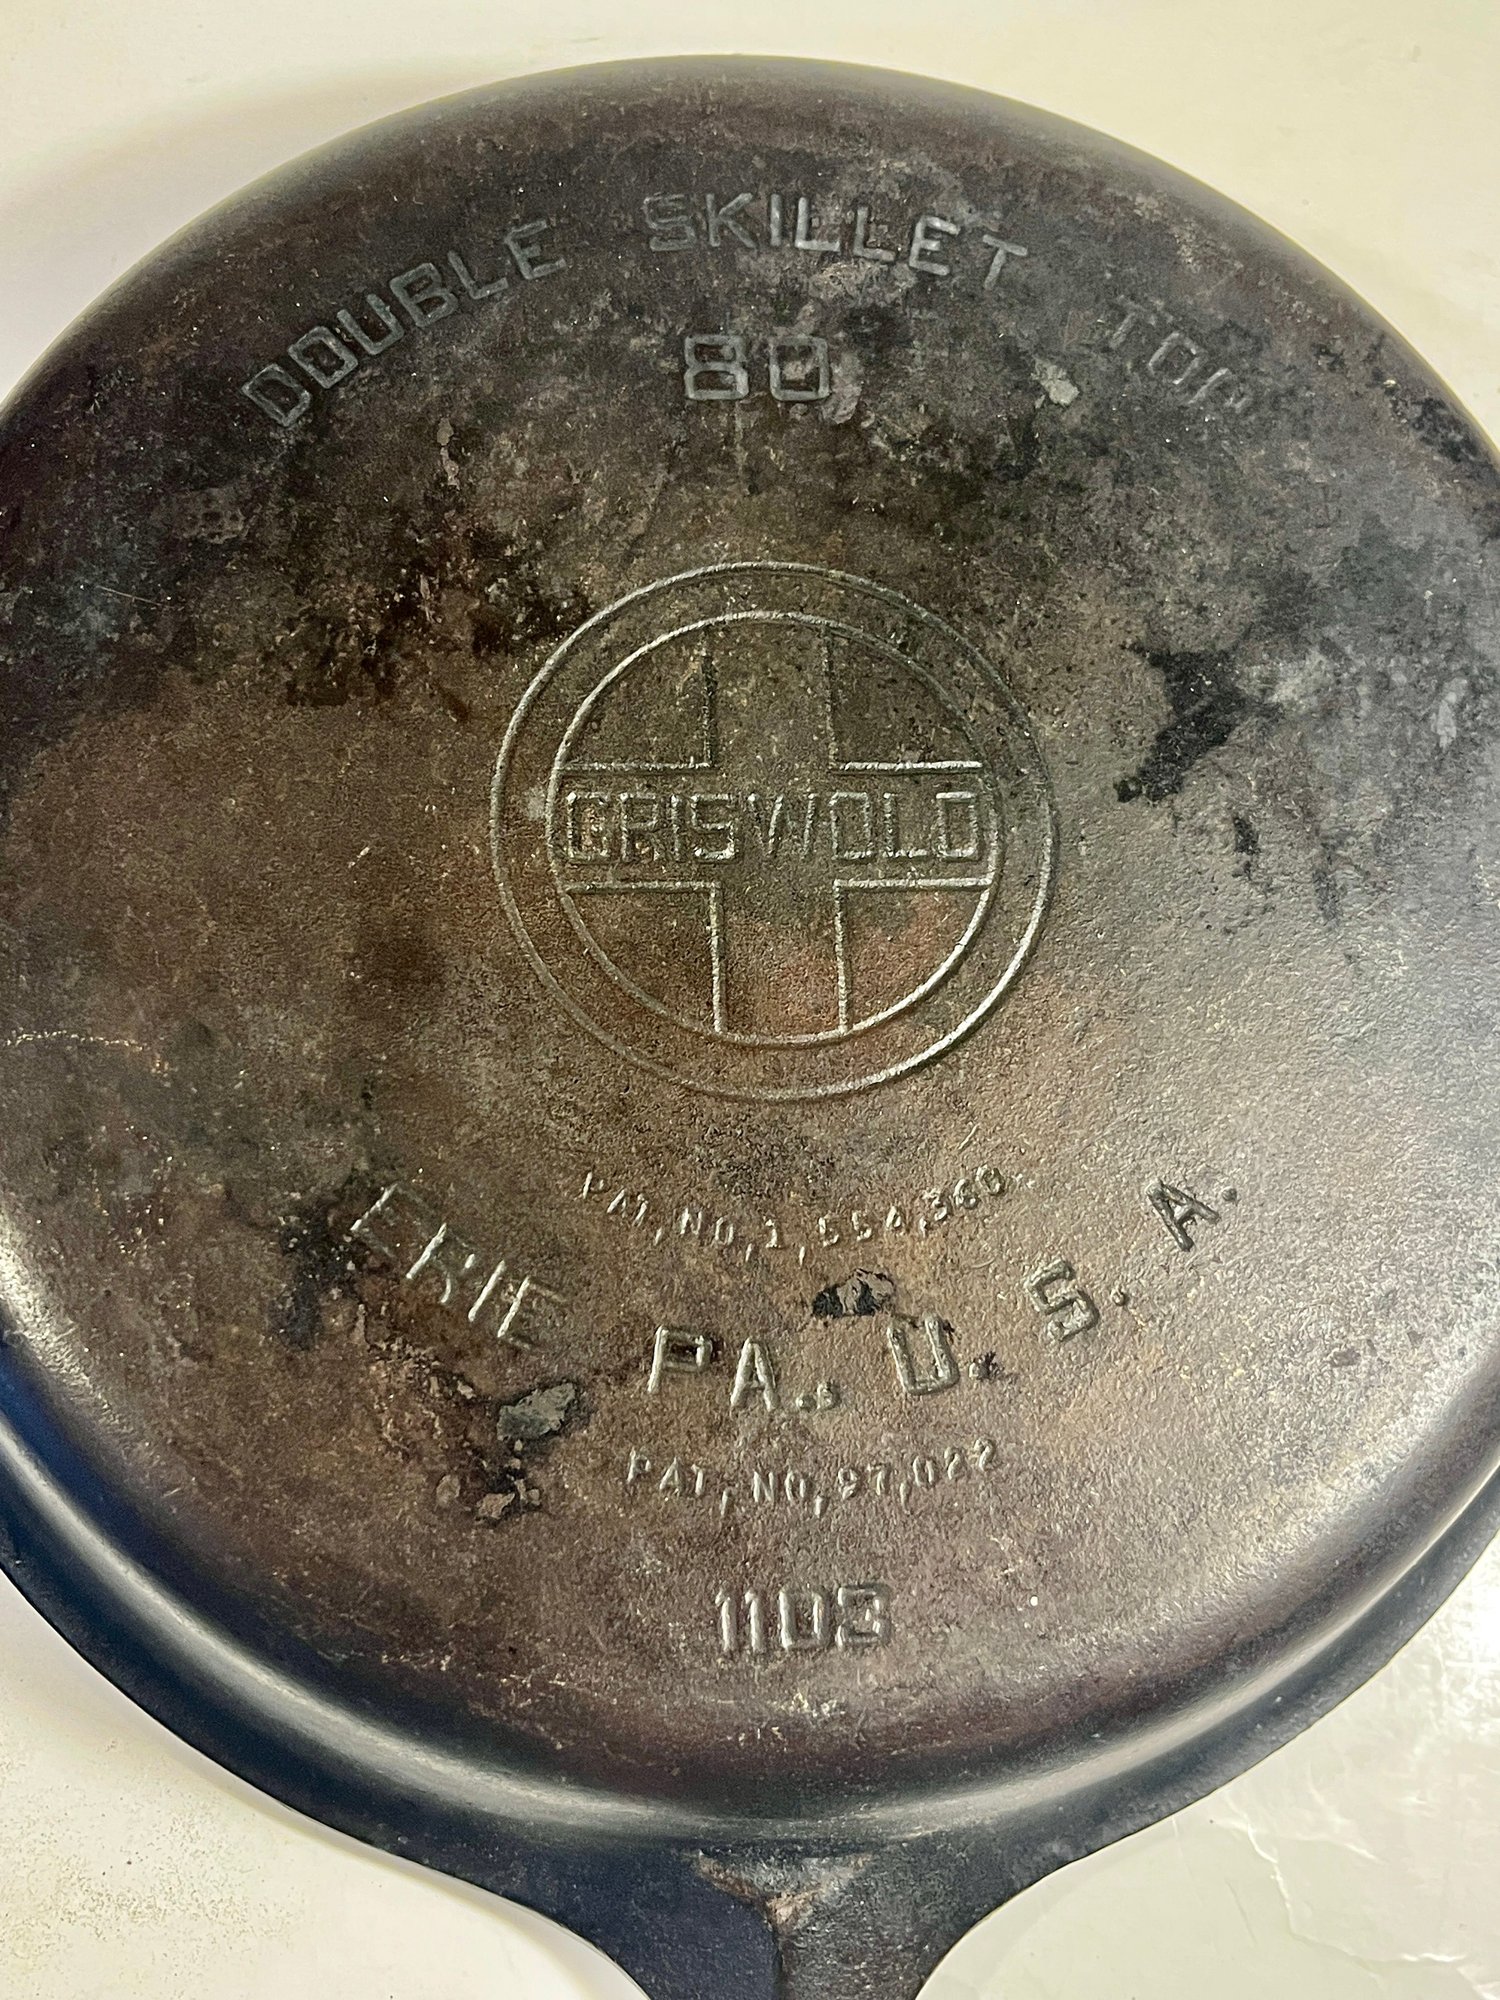 DOUBLE SKILLET TOP
80
GRISWOLD
PAT, NO, 1,554,360
ERIE PA., U. S. A.
PAT, NO, 97,022
1103